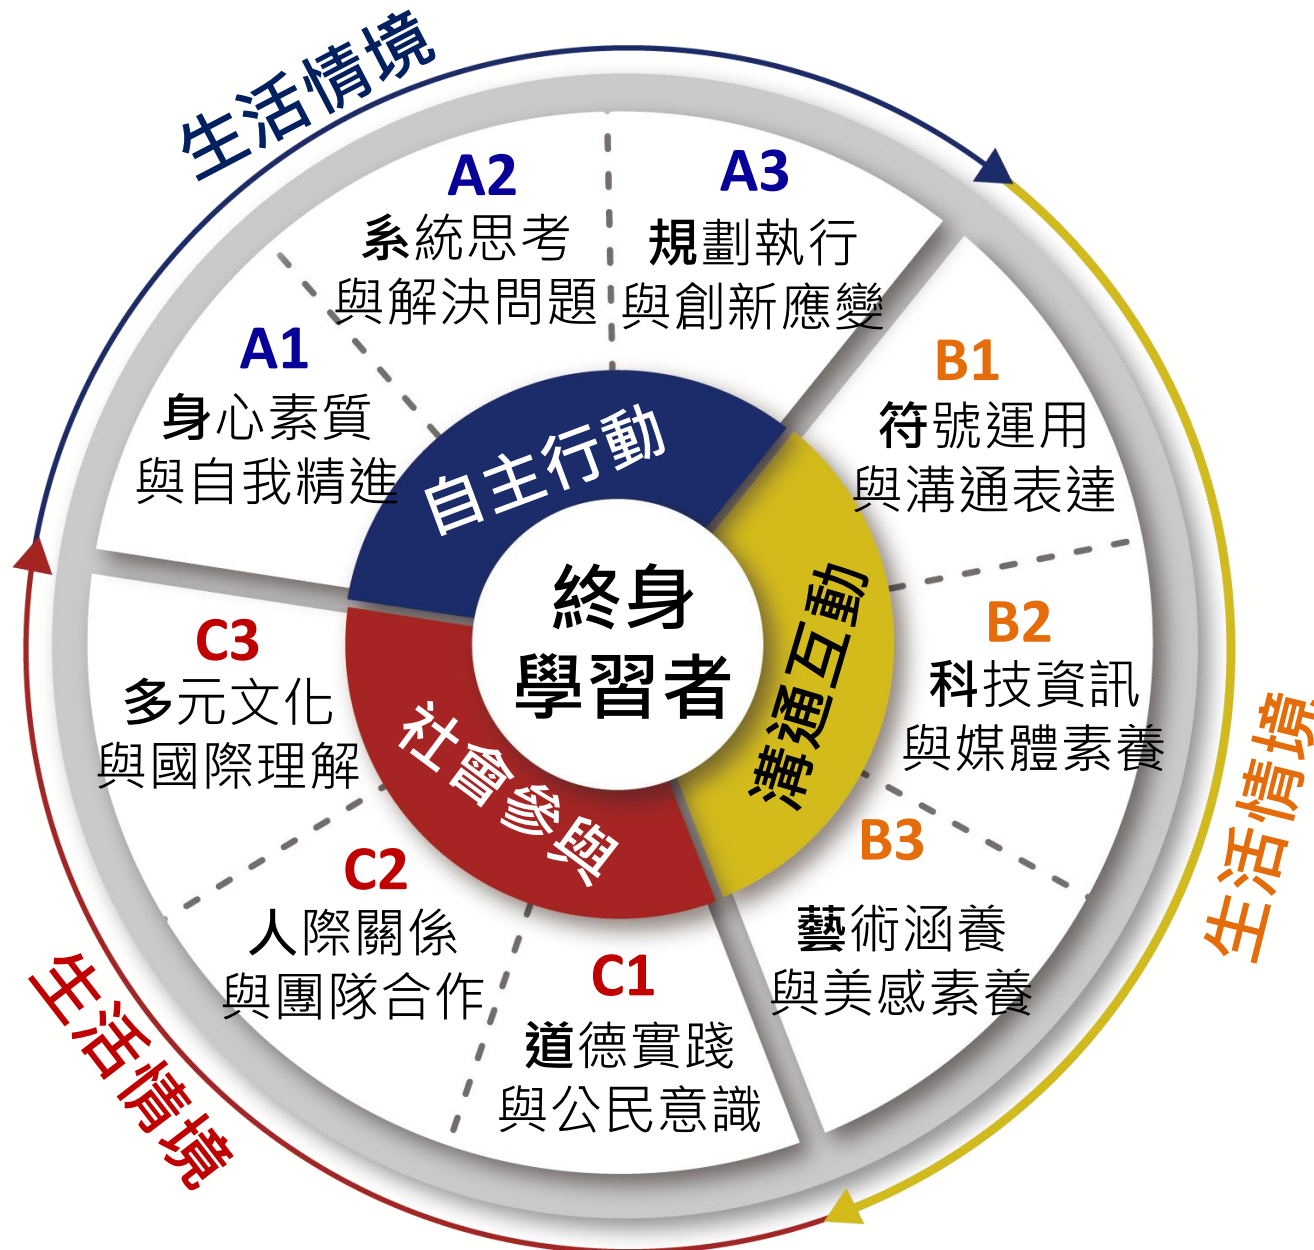 生活情境
A1
身心素質
與自我精進
A2
系統思考
與解決問題
A3
規劃執行
與創新應變
B1
符號運用
與溝通表達
B2
科技資訊
與媒體素養
B3
藝術涵養
與美感素養
C1
道德實踐
與公民意識
C2
人際關係
與團隊合作
C3
多元文化
與國際理解
自主行動
溝通互動
社會參與
終身
學習者
生活情境
生活情境